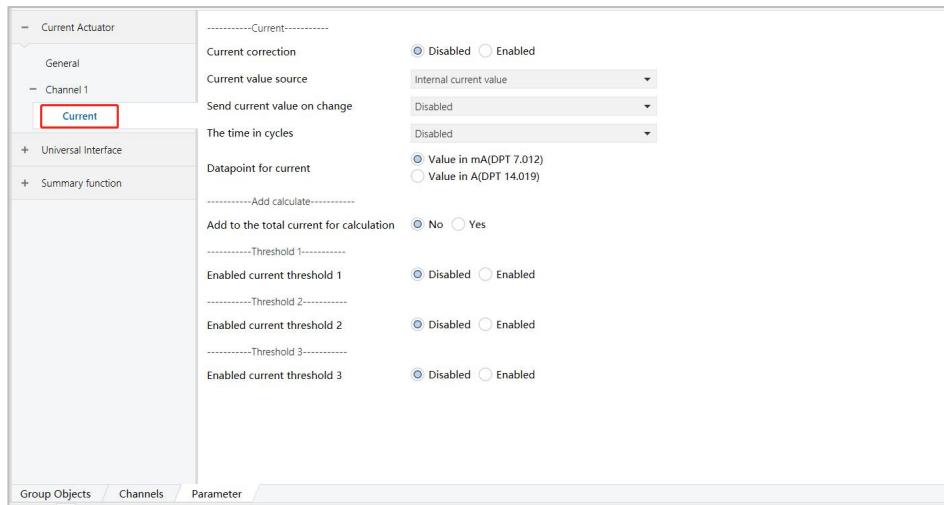 − Current Actuator
General
− Channel 1
Current
+ Universal Interface
+ Summary function
-----------Current-----------
Current correction Disabled Enabled
Current value source Internal current value
Send current value on change Disabled
The time in cycles Disabled
Datapoint for current Value in mA(DPT 7.012)
Value in A(DPT 14.019)
-----------Add calculate-----------
Add to the total current for calculation No Yes
-----------Threshold 1-----------
Enabled current threshold 1 Disabled Enabled
-----------Threshold 2-----------
Enabled current threshold 2 Disabled Enabled
-----------Threshold 3-----------
Enabled current threshold 3 Disabled Enabled
Group Objects Channels Parameter